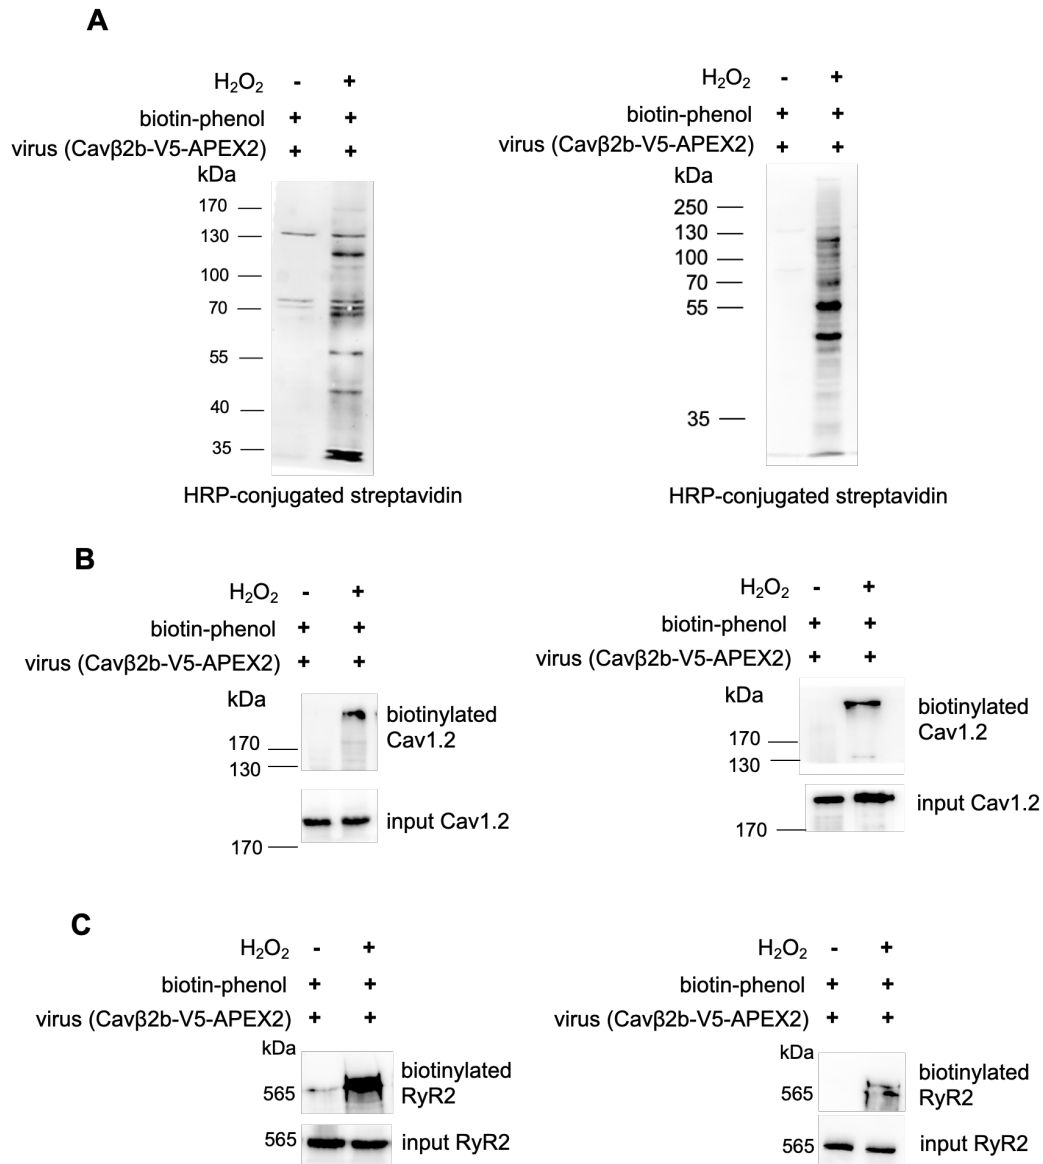 A
H₂O₂ - +
biotin-phenol + +
virus (Cavβ2b-V5-APEX2) + +
kDa
170
130
100
70
55
40
35
HRP-conjugated streptavidin
H₂O₂ - +
biotin-phenol + +
virus (Cavβ2b-V5-APEX2) + +
kDa
250
130
100
70
55
35
HRP-conjugated streptavidin
B
H₂O₂ - +
biotin-phenol + +
virus (Cavβ2b-V5-APEX2) + +
kDa
170
130
biotinylated
Cav1.2
input Cav1.2
170
H₂O₂ - +
biotin-phenol + +
virus (Cavβ2b-V5-APEX2) + +
kDa
170
130
biotinylated
Cav1.2
input Cav1.2
170
C
H₂O₂ - +
biotin-phenol + +
virus (Cavβ2b-V5-APEX2) + +
kDa
565
biotinylated
RyR2
565 input RyR2
H₂O₂ - +
biotin-phenol + +
virus (Cavβ2b-V5-APEX2) + +
kDa
565
biotinylated
RyR2
565 input RyR2